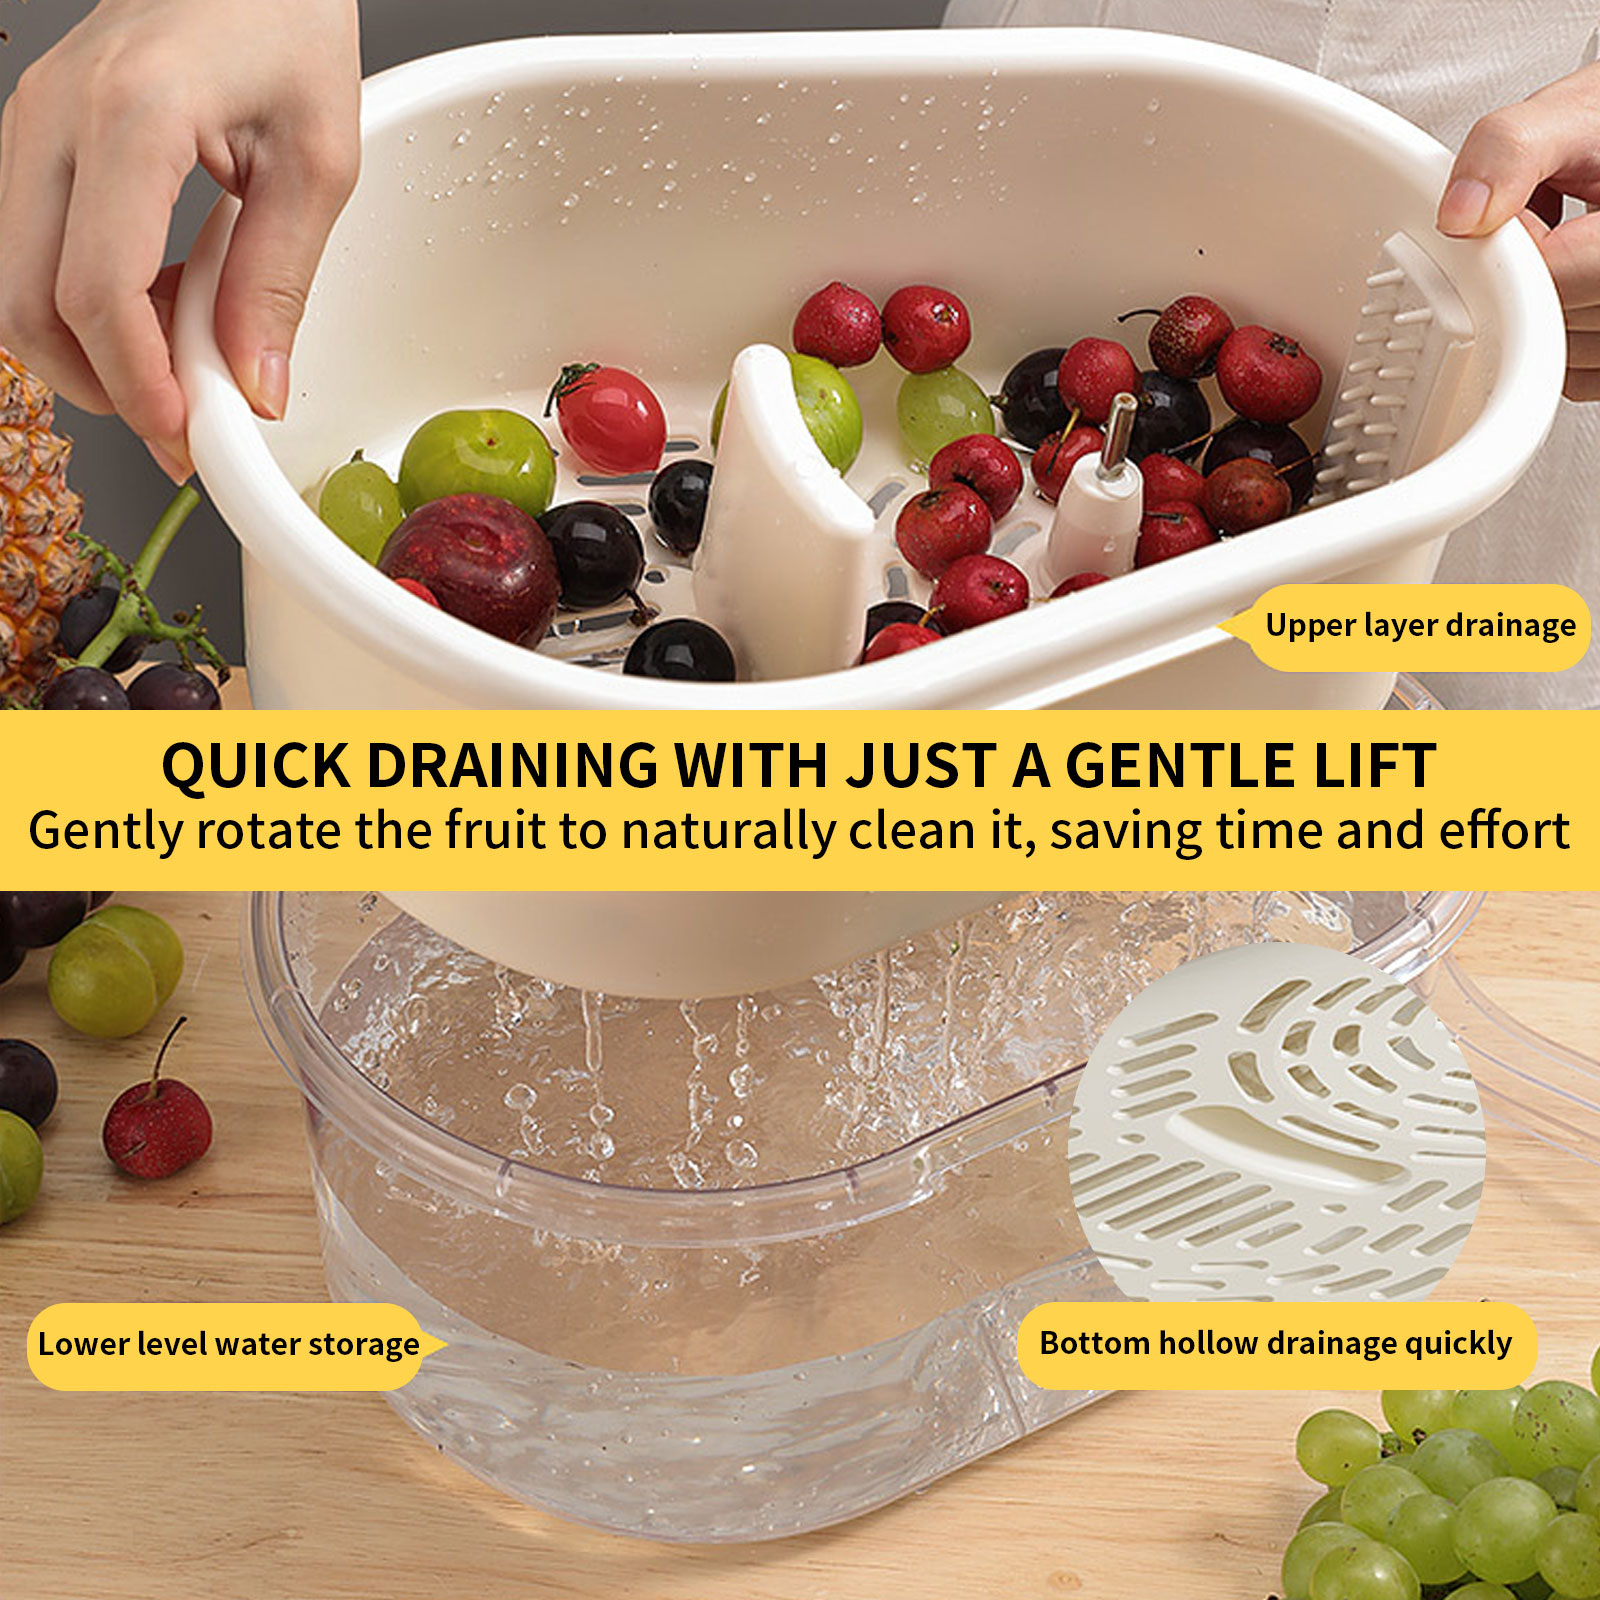 Upper layer drainage
QUICK DRAINING WITH JUST A GENTLE LIFT
Gently rotate the fruit to naturally clean it, saving time and effort
Lower level water storage
Bottom hollow drainage quickly